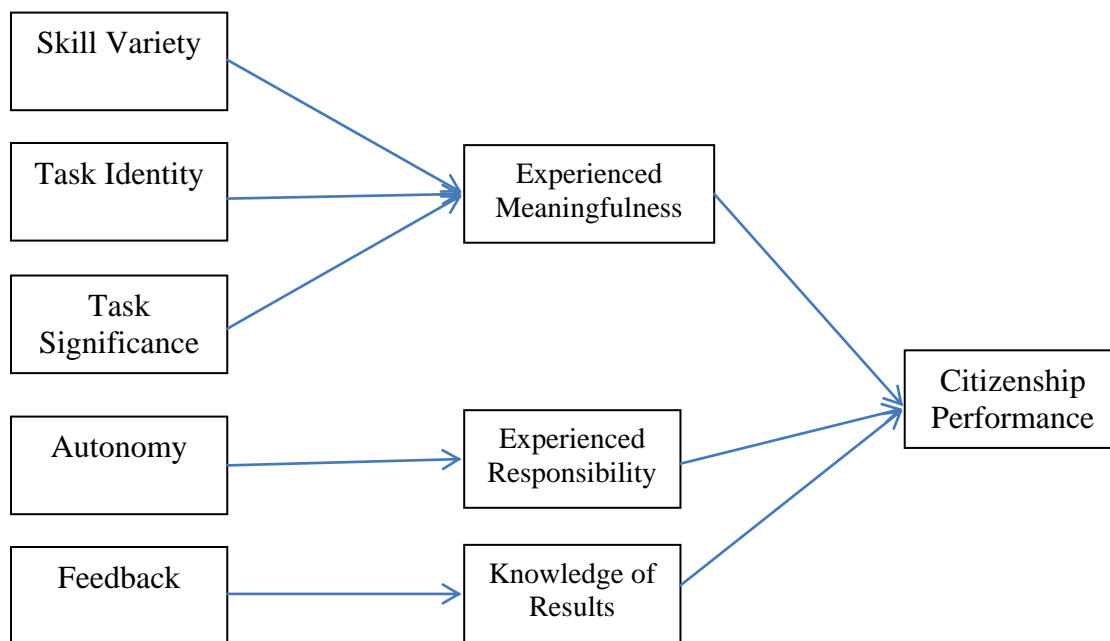 Skill Variety
Task Identity
Task
Significance
Autonomy
Feedback
Experienced
Meaningfulness
Experienced
Responsibility
Knowledge of
Results
Citizenship
Performance